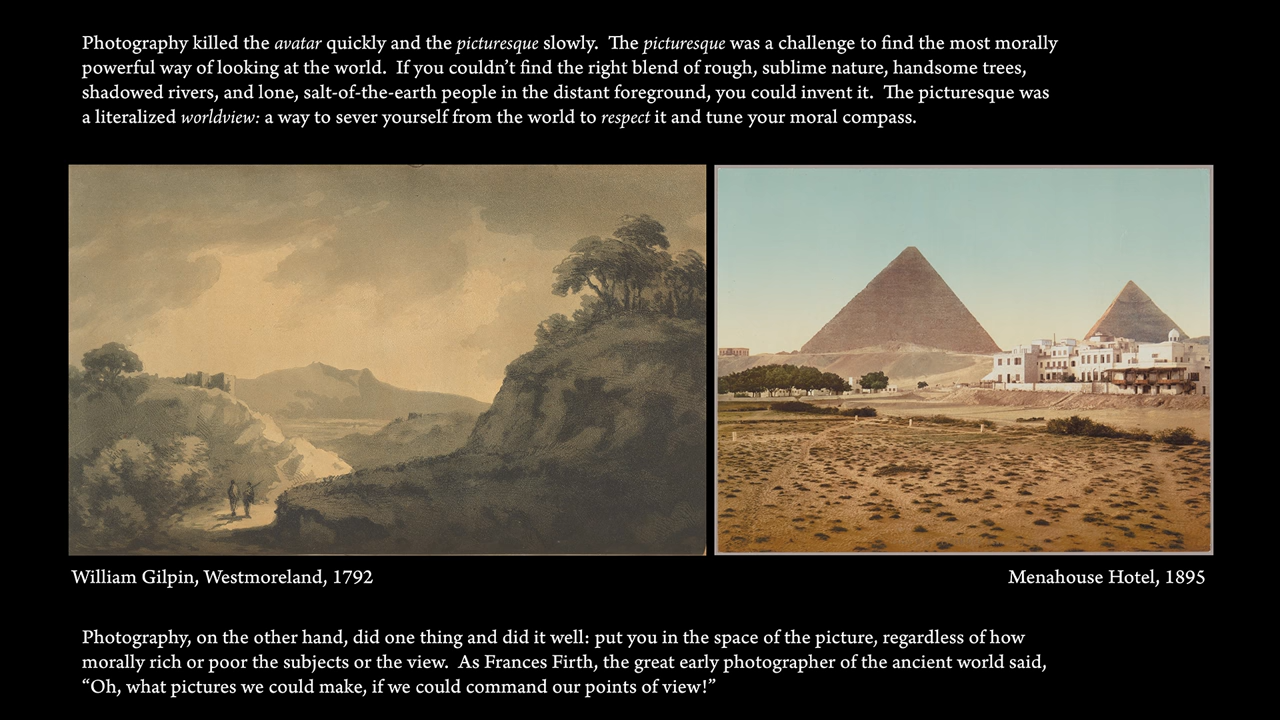 Photography killed the avatar quickly and the picturesque slowly.  The picturesque was a challenge to find the most morally
powerful way of looking at the world.  If you couldn’t find the right blend of rough, sublime nature, handsome trees,
shadowed rivers, and lone, salt-of-the-earth people in the distant foreground, you could invent it.  The picturesque was
a literalized worldview: a way to sever yourself from the world to respect it and tune your moral compass.
William Gilpin, Westmoreland, 1792
Menahouse Hotel, 1895
Photography, on the other hand, did one thing and did it well: put you in the space of the picture, regardless of how
morally rich or poor the subjects or the view.  As Frances Firth, the great early photographer of the ancient world said,
“Oh, what pictures we could make, if we could command our points of view!”